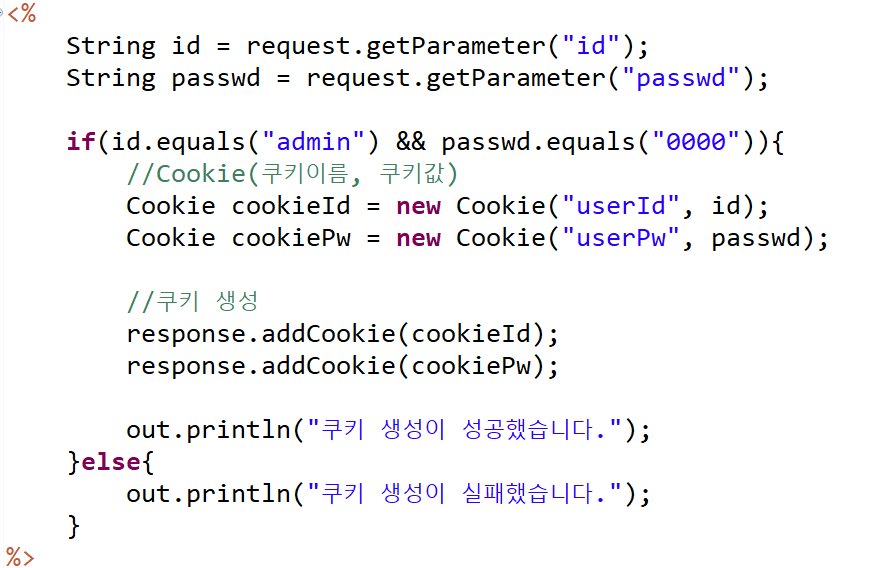 <%
String id = request.getParameter("id");
String passwd = request.getParameter("passwd");
if(id.equals("admin") && passwd.equals("0000")){
//Cookie(쿠키이름, 쿠키값)
Cookie cookieId = new Cookie("userId", id);
Cookie cookiePw = new Cookie("userPw", passwd);
//쿠키 생성
response.addCookie(cookieId);
response.addCookie(cookiePw);
out.println("쿠키 생성이 성공했습니다.");
}else{
out.println("쿠키 생성이 실패했습니다.");
}
%>